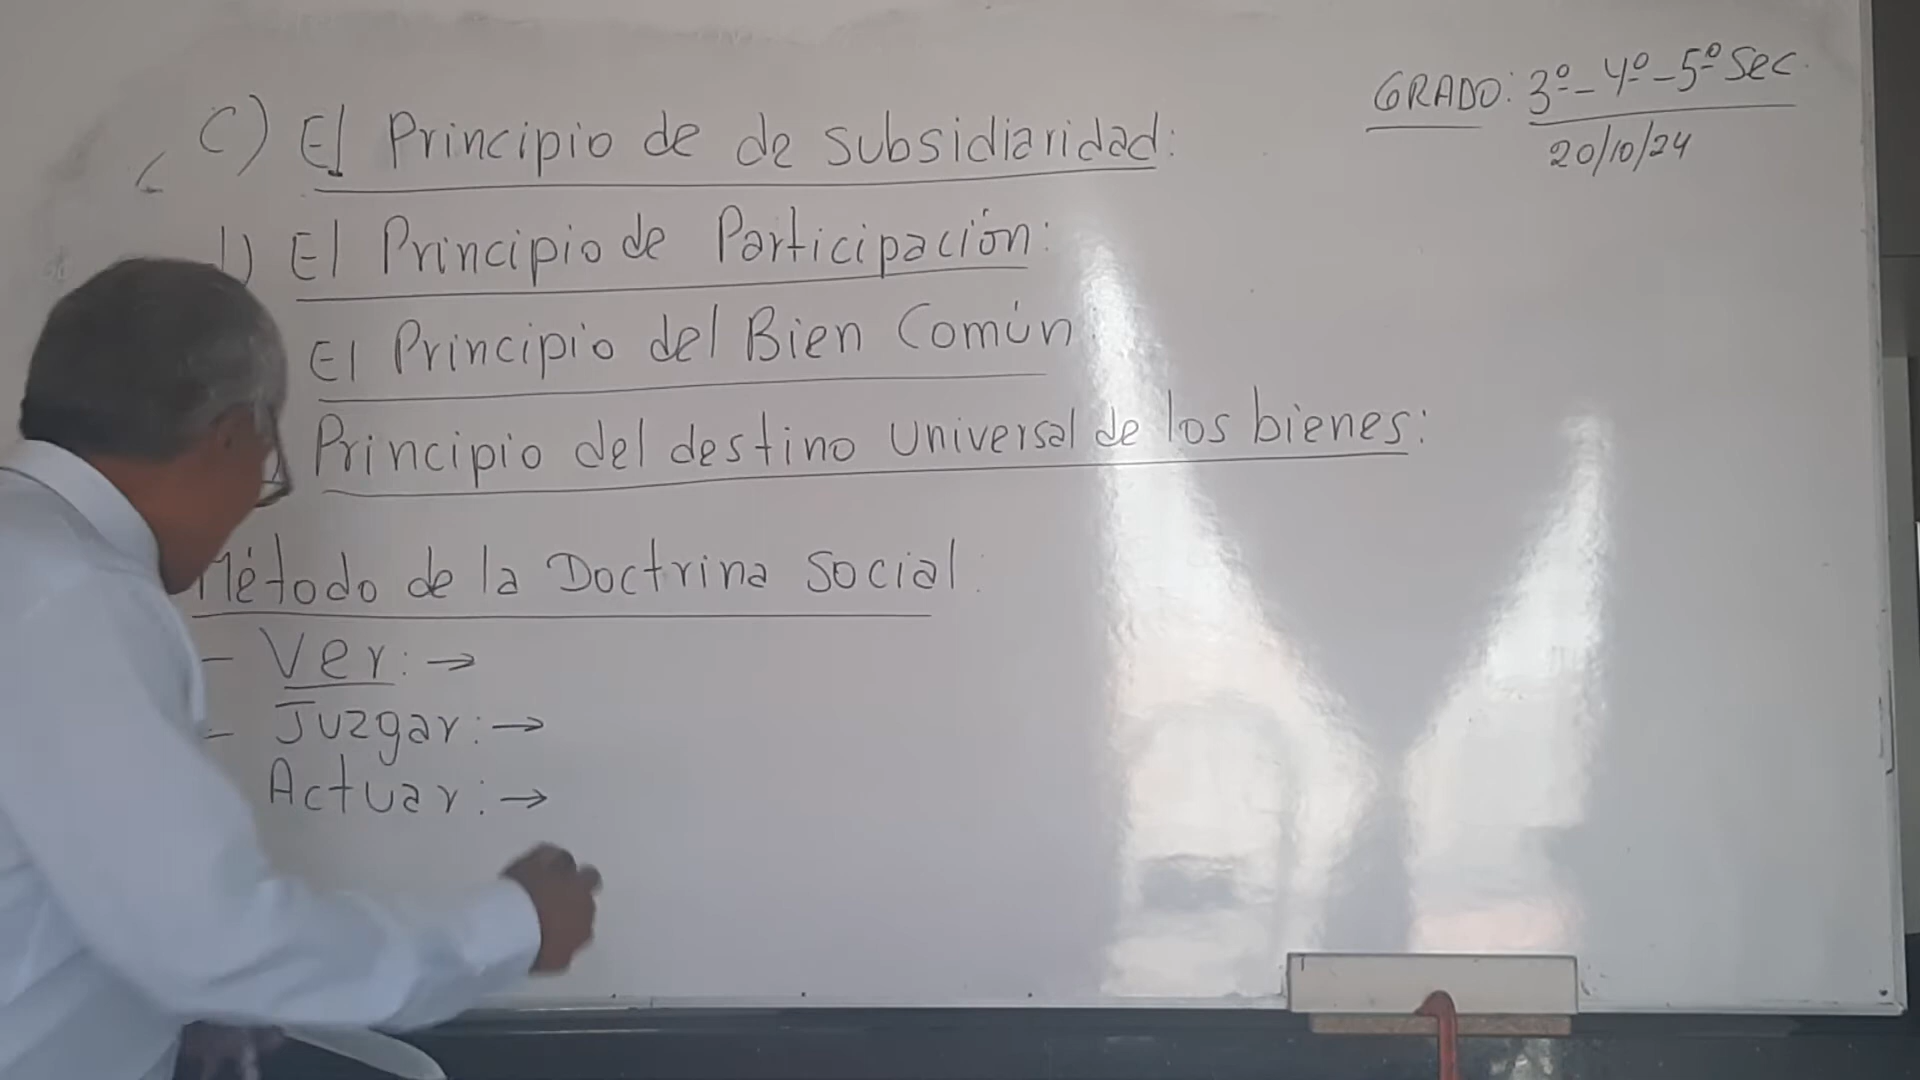 GRADO: 3º - 4º - 5º Sec.
20/10/24
C) El Principio de de subsidiaridad:
d) El Principio de Participación:
El Principio del Bien Común:
Principio del destino Universal de los bienes:
Método de la Doctrina Social:
- Ver: →
- Juzgar: →
Actuar: →